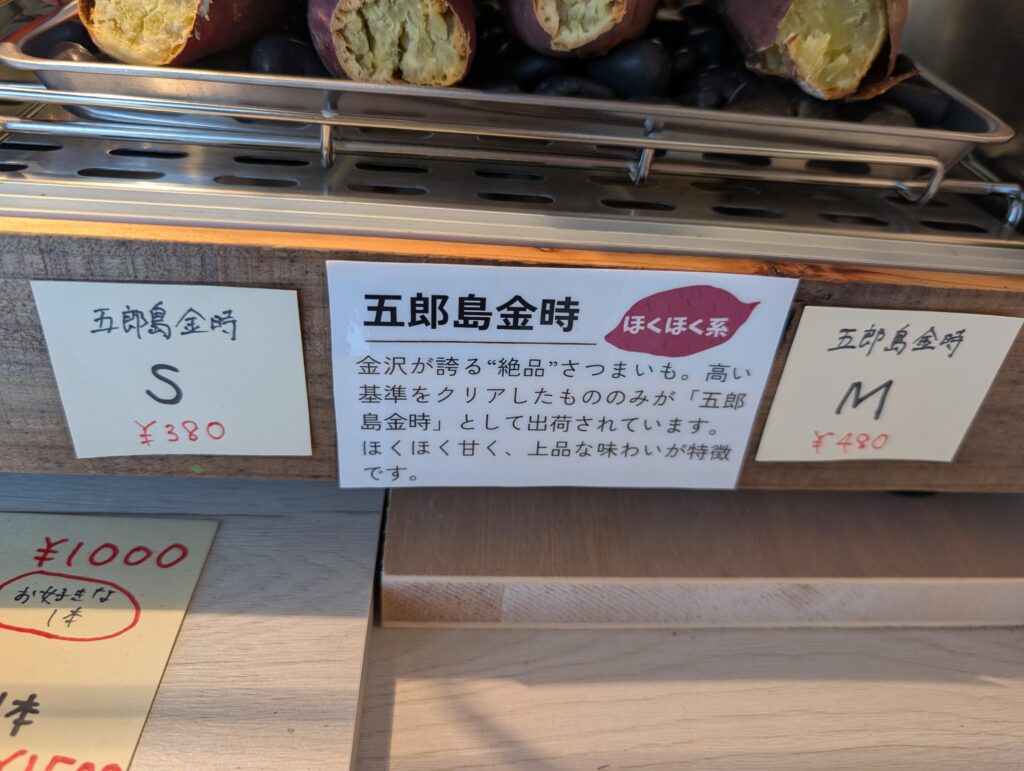 五郎島金時
S
¥380
五郎島金時
ほくほく系
金沢が誇る“絶品”さつまいも。高い
基準をクリアしたもののみが「五郎
島金時」として出荷されています。
ほくほく甘く、上品な味わいが特徴
です。
五郎島金時
M
¥480
¥1000
お好きな
1本
本